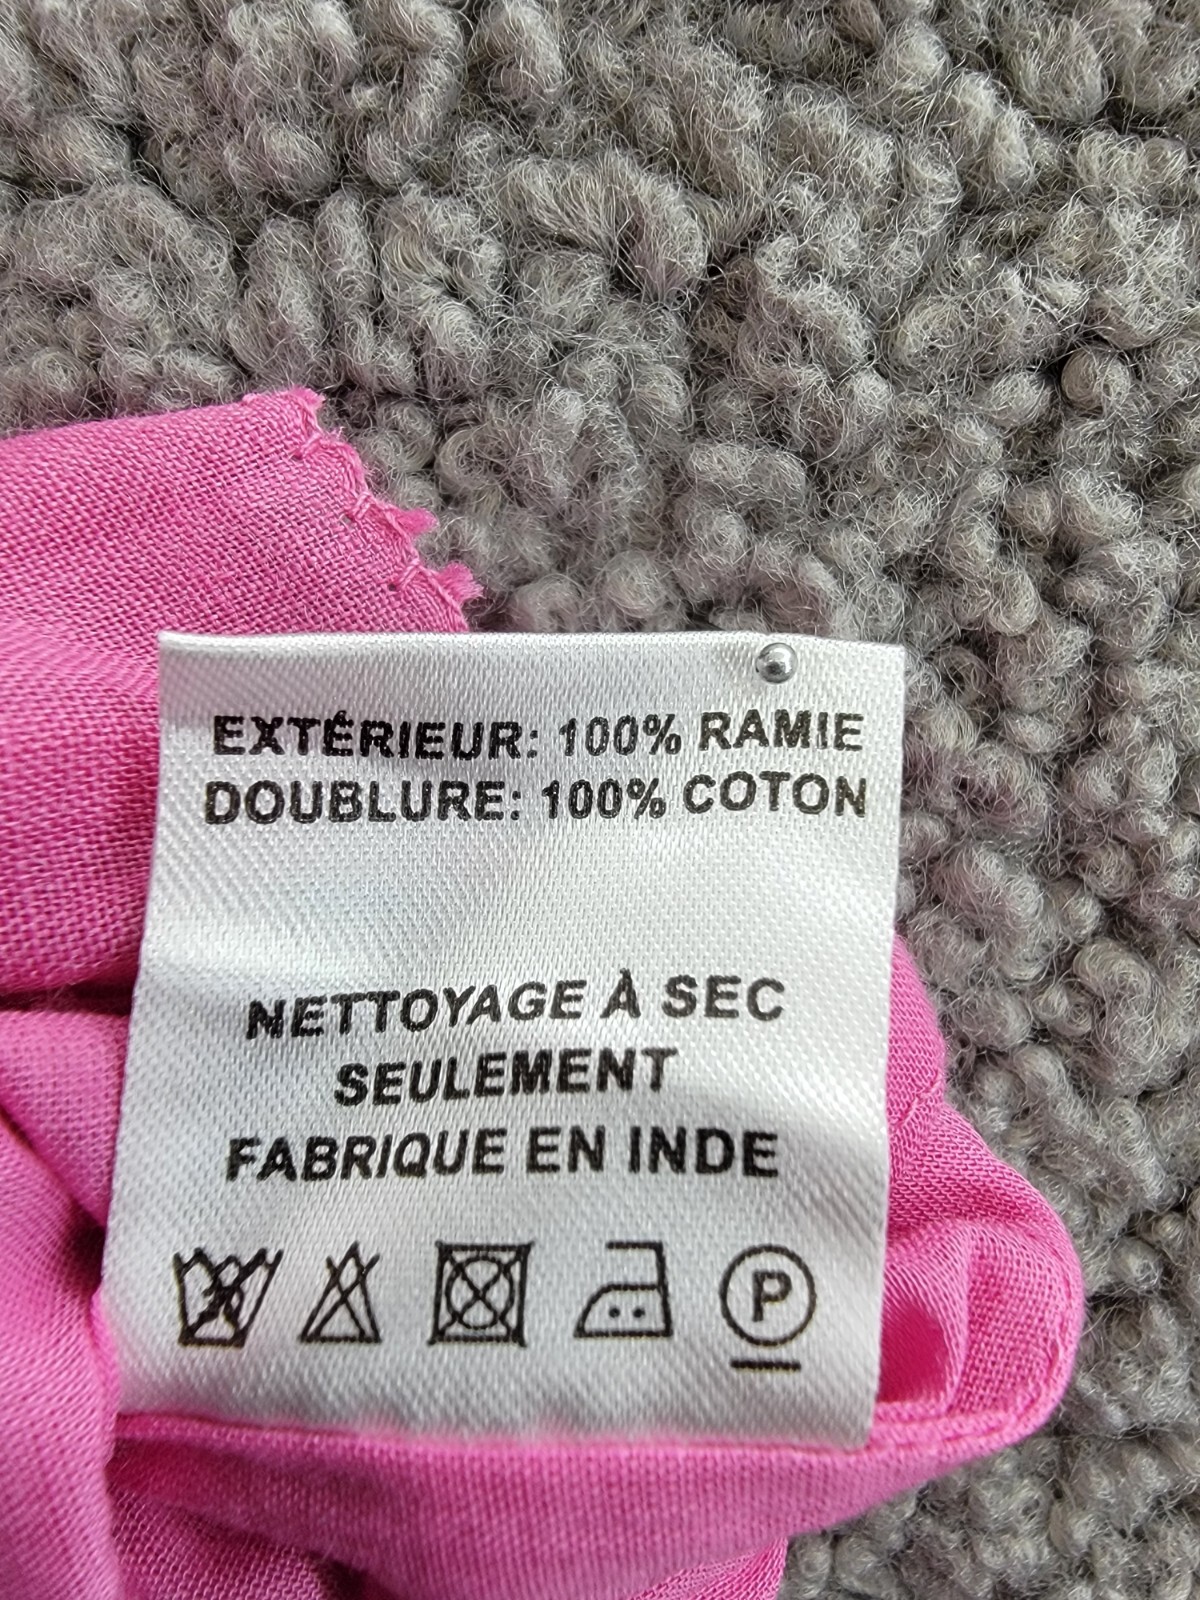 EXTÉRIEUR: 100% RAMIE
DOUBLURE: 100% COTON
NETTOYAGE À SEC
SEULEMENT
FABRIQUE EN INDE
P